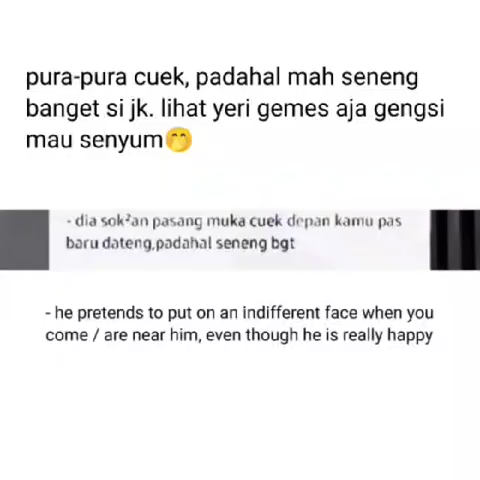 pura-pura cuek, padahal mah seneng
banget si jk. lihat yeri gemes aja gengsi
mau senyum🤭
- dia sok²an pasang muka cuek depan kamu pas
baru dateng,padahal seneng bgt
- he pretends to put on an indifferent face when you
come / are near him, even though he is really happy